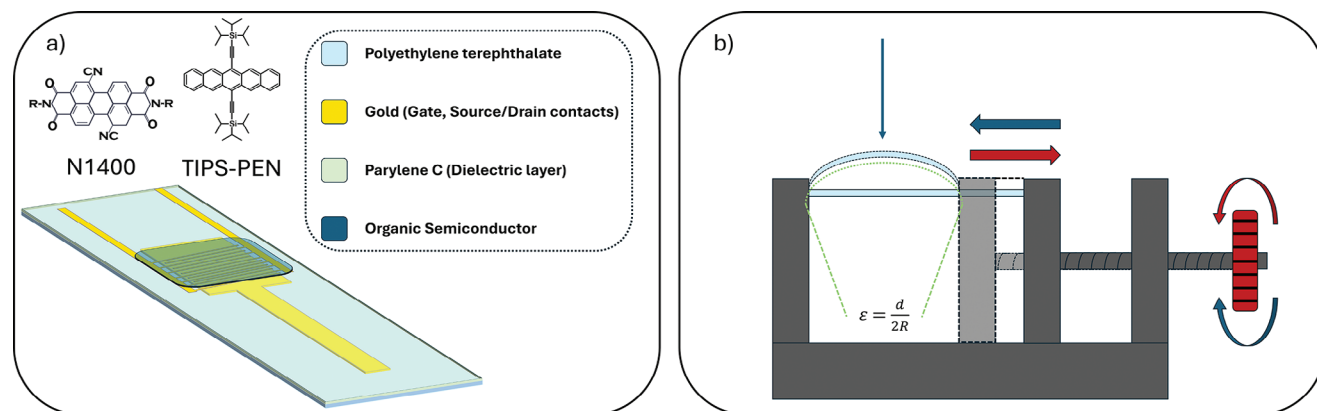 a)
CN
O
O
R-N
N-R
O
O
NC
N1400
Si
Si
TIPS-PEN
Polyethylene terephthalate
Gold (Gate, Source/Drain contacts)
Parylene C (Dielectric layer)
Organic Semiconductor
b)
ε = d/2R